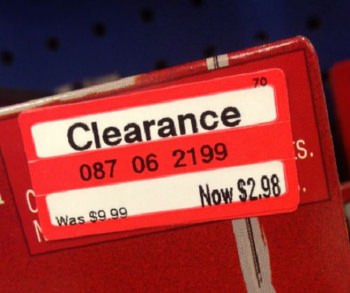 70
Clearance
087 06 2199
S.
Now $2.98
Was $9.99